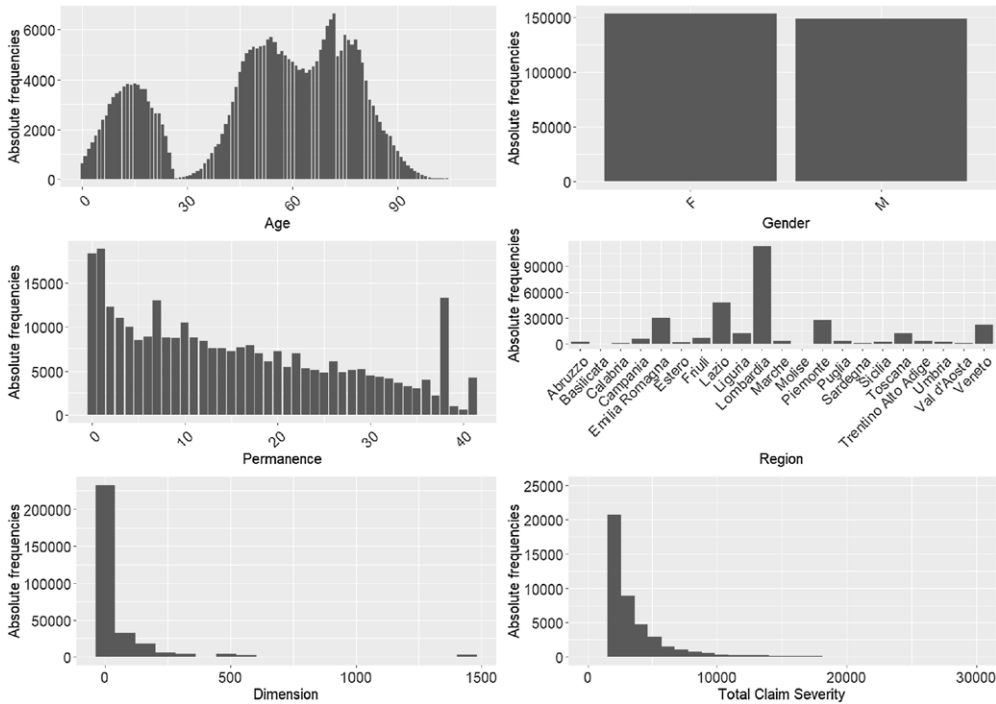 Absolute frequencies
6000
4000
2000
0
0
30
60
90
Age
Absolute frequencies
150000
100000
50000
0
F
M
Gender
Absolute frequencies
15000
10000
5000
0
0
10
20
30
40
Permanence
Absolute frequencies
90000
60000
30000
0
Abruzzo
Basilicata
Calabria
Campania
Emilia Romagna
Estero
Friuli
Lazio
Liguria
Lombardia
Marche
Molise
Piemonte
Puglia
Sardegna
Sicilia
Toscana
Trentino Alto Adige
Umbria
Val d'Aosta
Veneto
Region
Absolute frequencies
200000
150000
100000
50000
0
0
500
1000
1500
Dimension
Absolute frequencies
25000
20000
15000
10000
5000
0
0
10000
20000
30000
Total Claim Severity